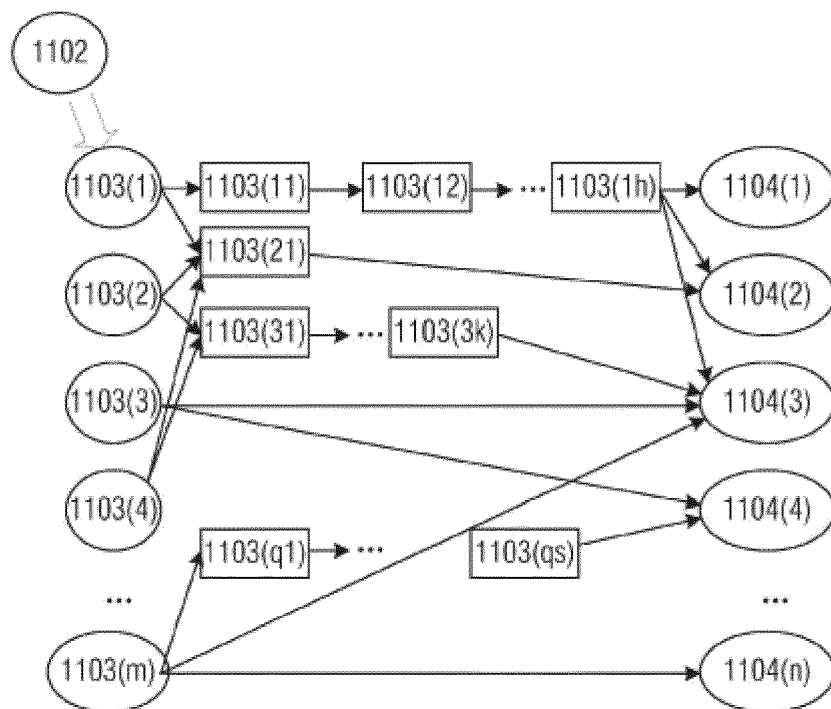 1102
1103(1) 1103(11) 1103(12) ... 1103(1h) 1104(1)
1103(21)
1103(2) 1104(2)
1103(31) ... 1103(3k)
1103(3) 1104(3)
1103(4) 1104(4)
1103(q1) ... 1103(qs)
... ...
1103(m) 1104(n)